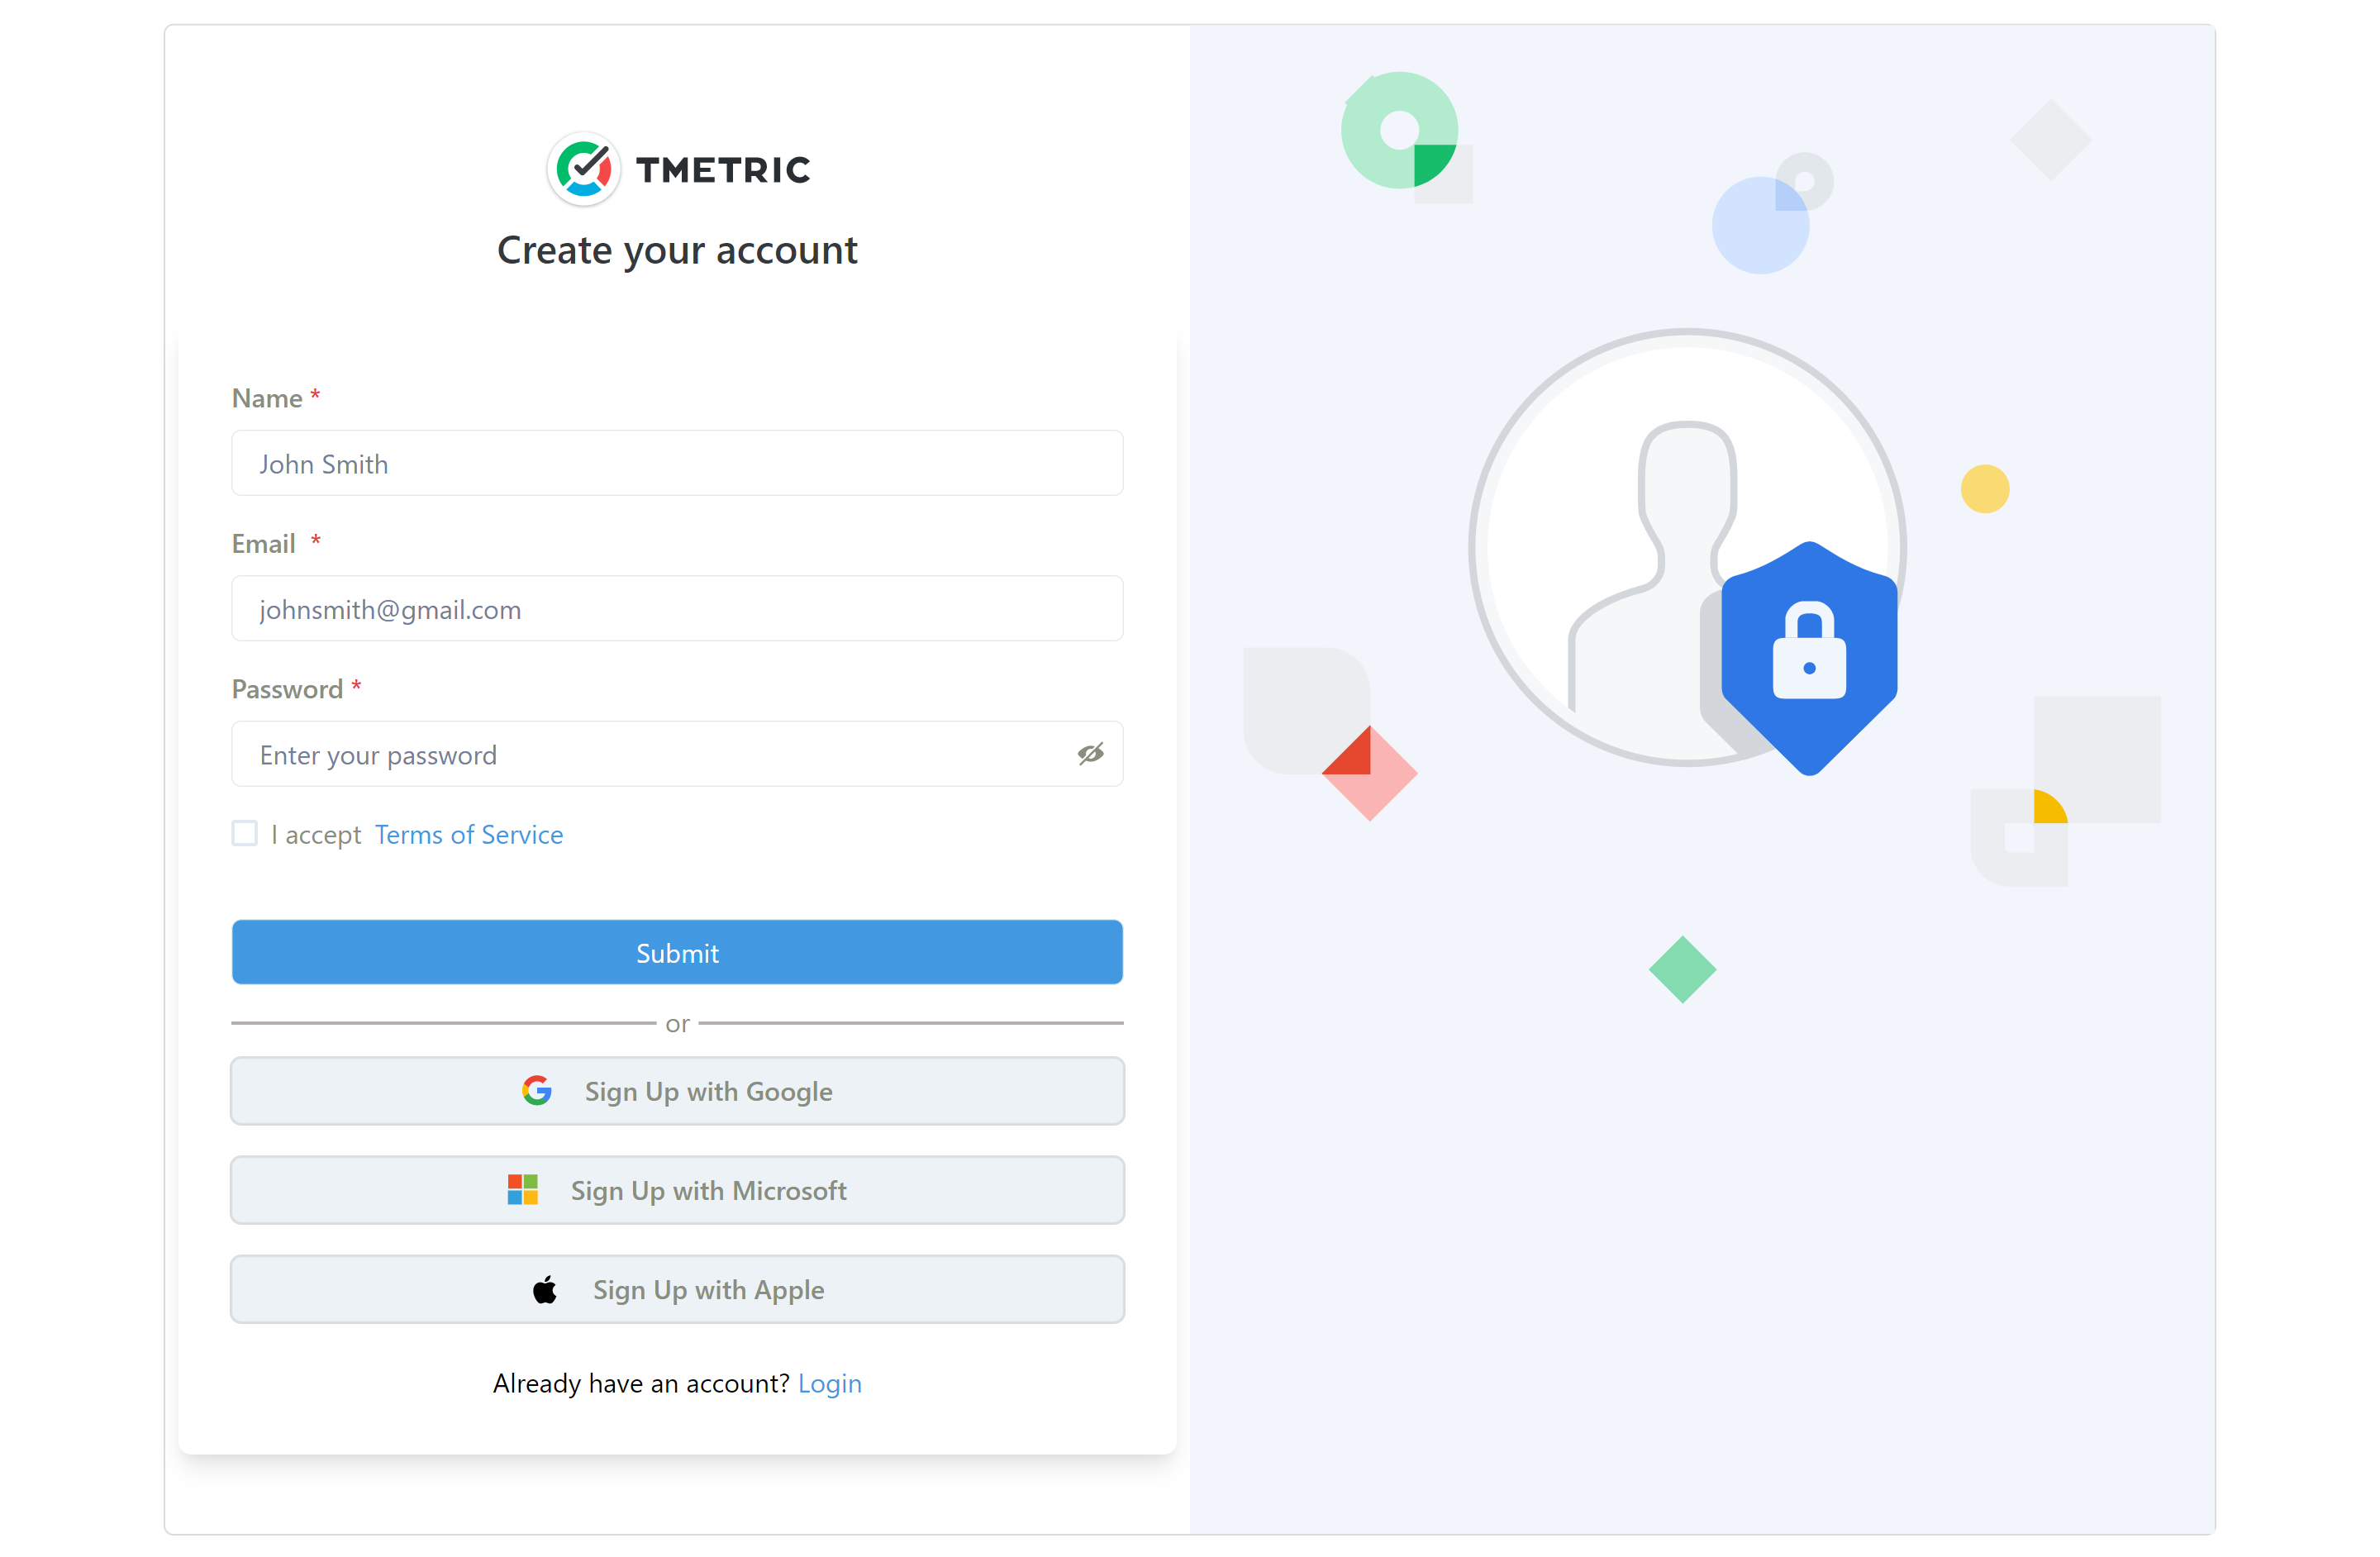 TMETRIC
Create your account
Name *
John Smith
Email *
johnsmith@gmail.com
Password *
Enter your password
I accept Terms of Service
Submit
or
Sign Up with Google
Sign Up with Microsoft
Sign Up with Apple
Already have an account? Login